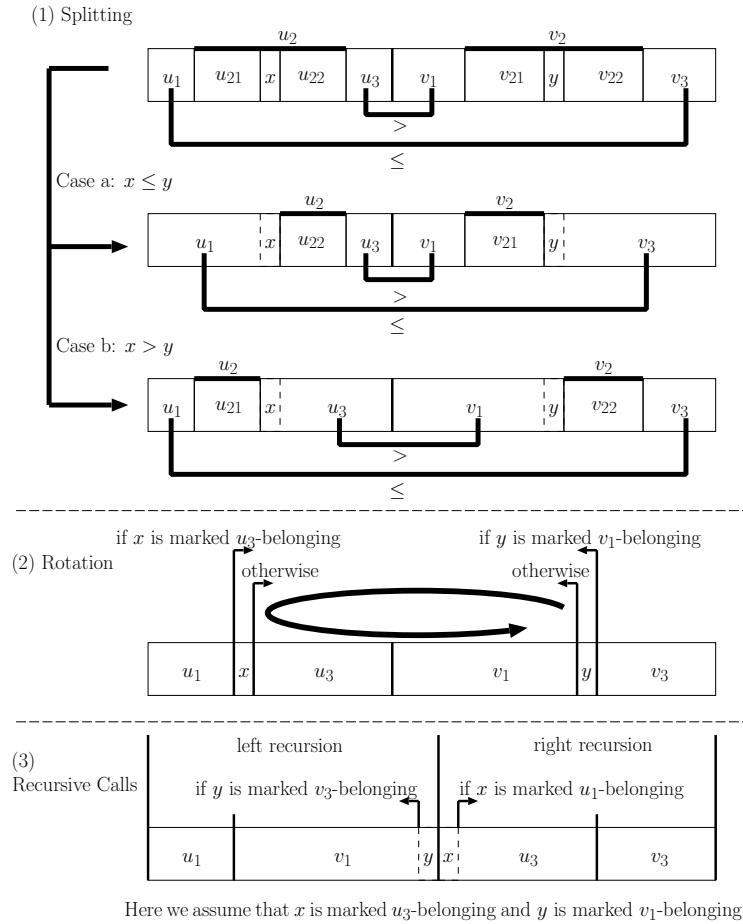 (1) Splitting
u₂ v₂
u₁ u₂₁ x u₂₂ u₃ v₁ v₂₁ y v₂₂ v₃
>
≤
Case a: x ≤ y
u₂ v₂
u₁ x u₂₂ u₃ v₁ v₂₁ y v₃
>
≤
Case b: x > y
u₂ v₂
u₁ u₂₁ x u₃ v₁ y v₂₂ v₃
>
≤
if x is marked u₃-belonging if y is marked v₁-belonging
(2) Rotation
otherwise otherwise
u₁ x u₃ v₁ y v₃
left recursion right recursion
(3)
Recursive Calls
if y is marked v₃-belonging if x is marked u₁-belonging
u₁ v₁ y x u₃ v₃
Here we assume that x is marked u₃-belonging and y is marked v₁-belonging